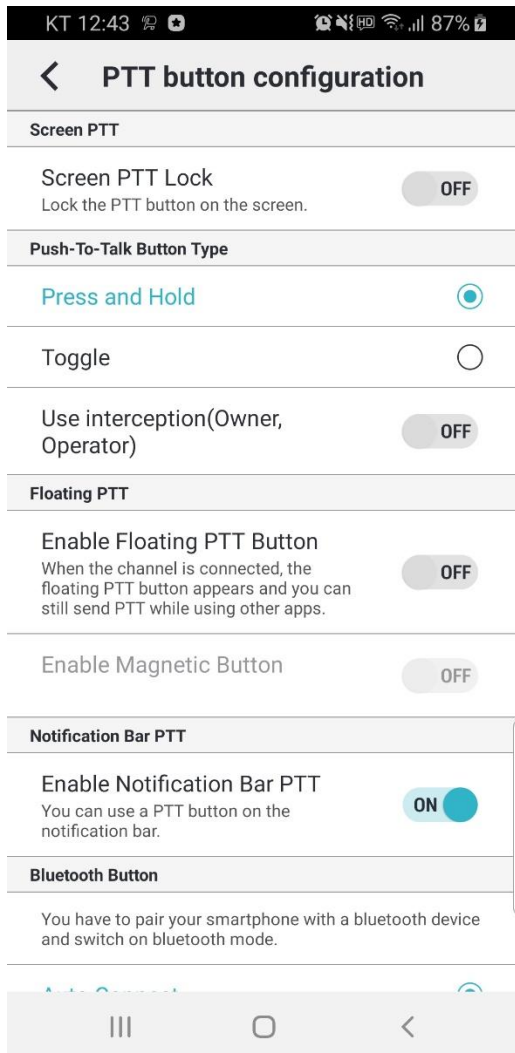 KT 12:43 HD 87%
PTT button configuration
Screen PTT
Screen PTT Lock
OFF
Lock the PTT button on the screen.
Push-To-Talk Button Type
Press and Hold
Toggle
Use interception(Owner,
Operator)
OFF
Floating PTT
Enable Floating PTT Button
When the channel is connected, the
floating PTT button appears and you can
still send PTT while using other apps.
OFF
Enable Magnetic Button
OFF
Notification Bar PTT
Enable Notification Bar PTT
You can use a PTT button on the
notification bar.
ON
Bluetooth Button
You have to pair your smartphone with a bluetooth device
and switch on bluetooth mode.